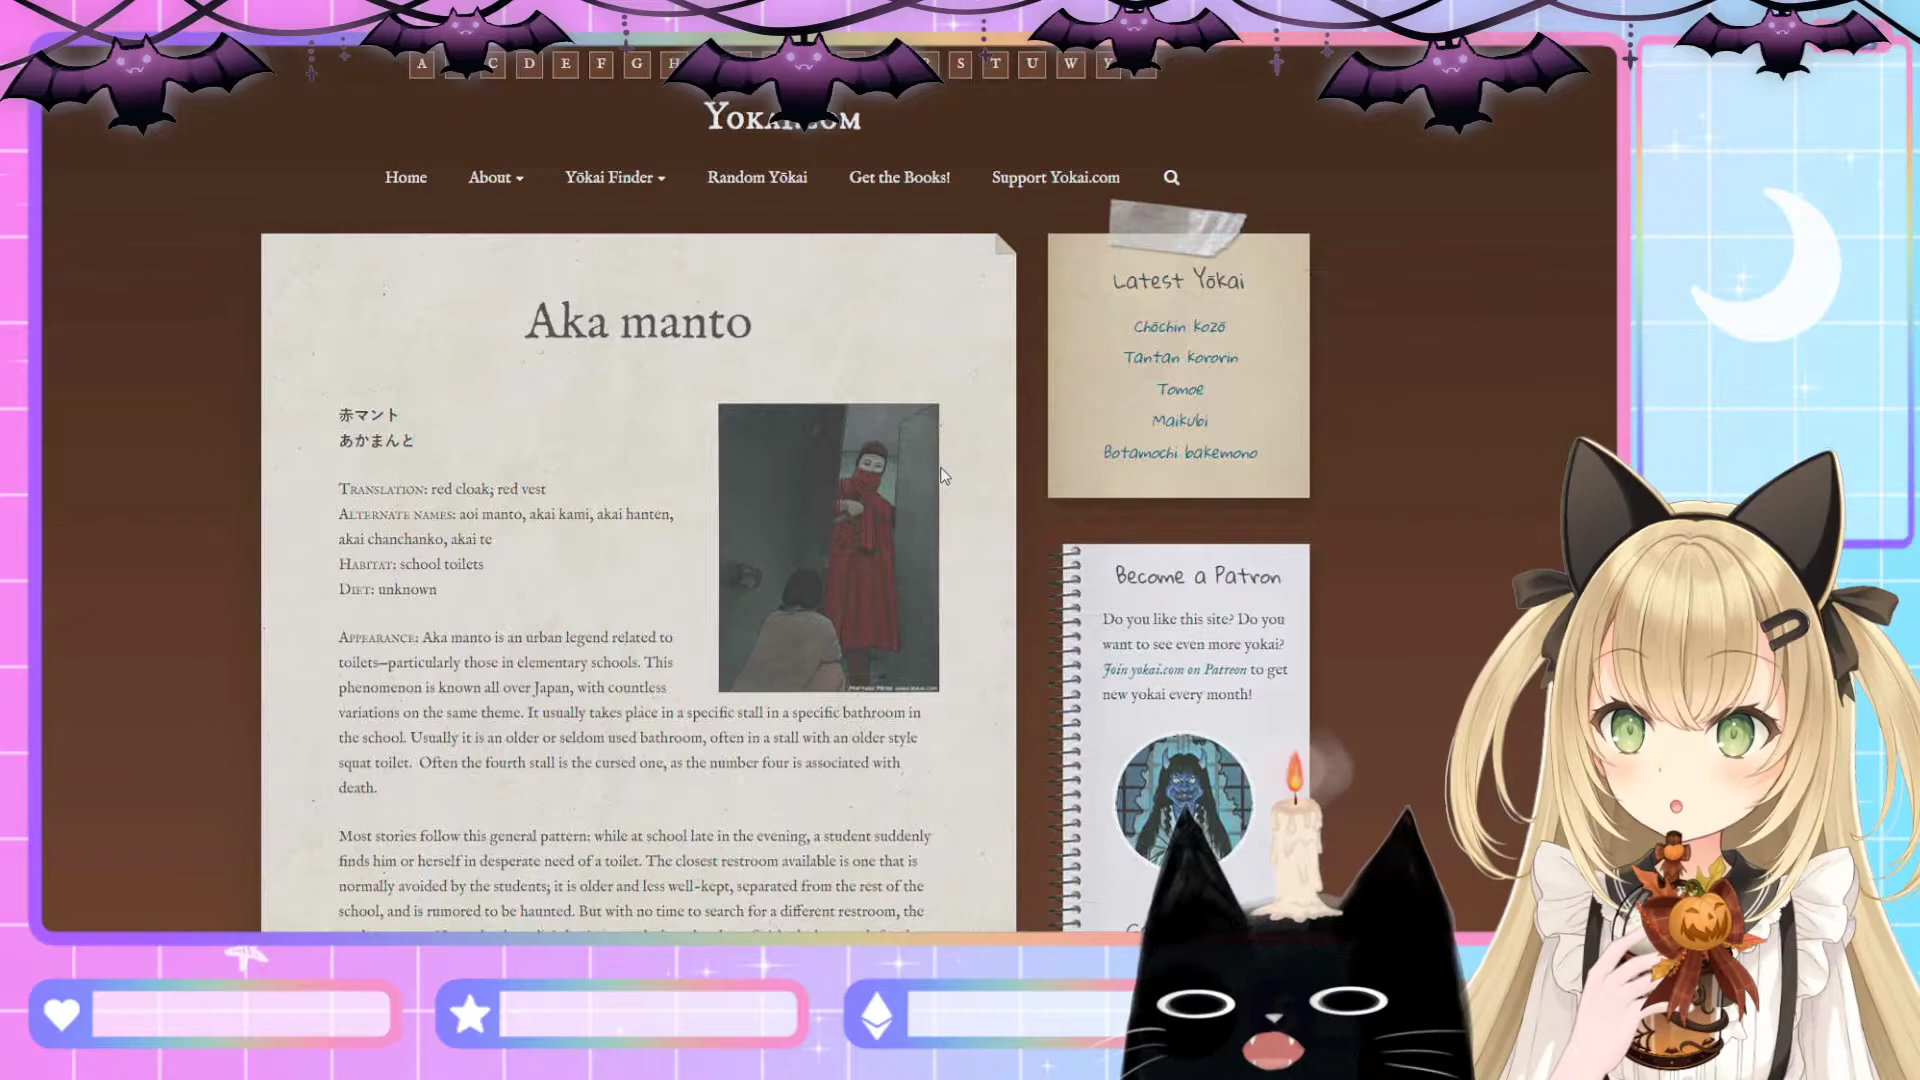 A C D E F G H S T U W Y
Yokai.com
Home About Yōkai Finder Random Yōkai Get the Books! Support Yokai.com
Aka manto
赤マント
あかまんと
Translation: red cloak; red vest
Alternate names: aoi manto, akai kami, akai hanten,
akai chanchanko, akai te
Habitat: school toilets
Diet: unknown
Appearance: Aka manto is an urban legend related to
toilets—particularly those in elementary schools. This
phenomenon is known all over Japan, with countless
variations on the same theme. It usually takes place in a specific stall in a specific bathroom in
the school. Usually it is an older or seldom used bathroom, often in a stall with an older style
squat toilet. Often the fourth stall is the cursed one, as the number four is associated with
death.
Most stories follow this general pattern: while at school late in the evening, a student suddenly
finds him or herself in desperate need of a toilet. The closest restroom available is one that is
normally avoided by the students; it is older and less well-kept, separated from the rest of the
school, and is rumored to be haunted. But with no time to search for a different restroom, the
Latest Yōkai
Chōchin kozō
Tantan kororin
Tomoe
Maikubi
Botamochi bakemono
Become a Patron
Do you like this site? Do you
want to see even more yokai?
Join yokai.com on Patreon to get
new yokai every month!